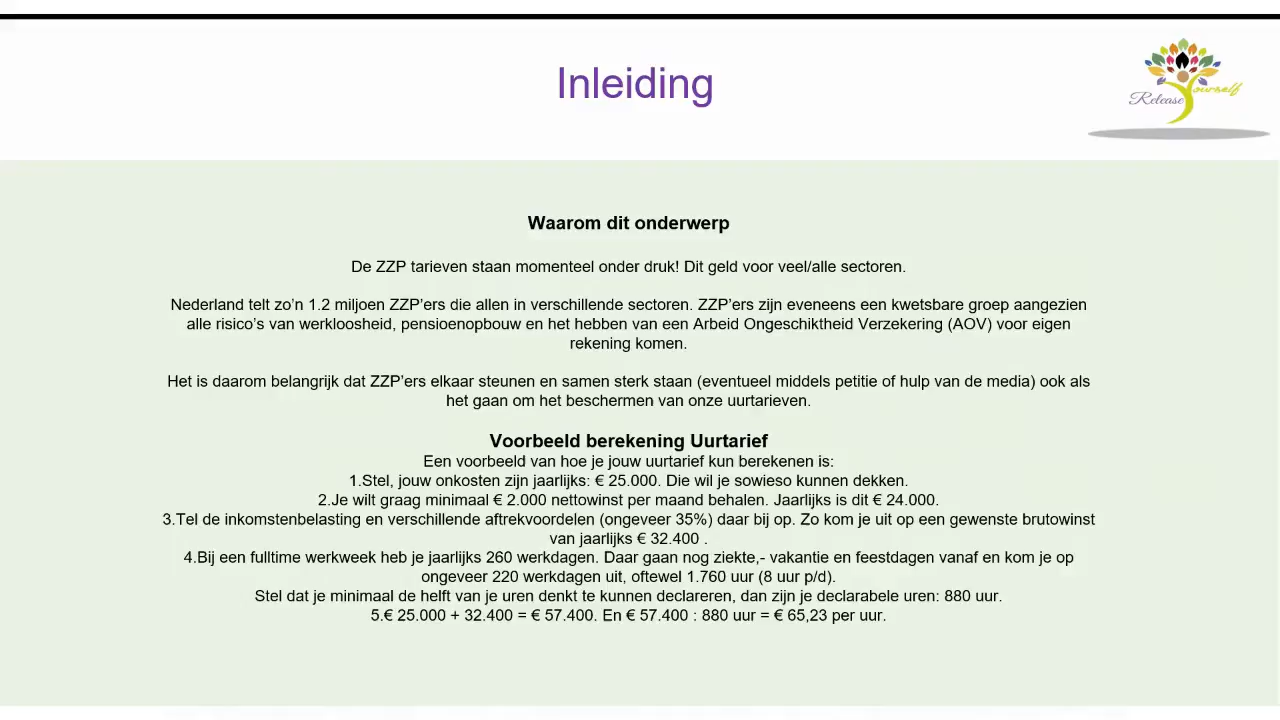 Inleiding
Release Yourself
Waarom dit onderwerp
De ZZP tarieven staan momenteel onder druk! Dit geld voor veel/alle sectoren.
Nederland telt zo’n 1.2 miljoen ZZP’ers die allen in verschillende sectoren. ZZP’ers zijn eveneens een kwetsbare groep aangezien
alle risico’s van werkloosheid, pensioenopbouw en het hebben van een Arbeid Ongeschiktheid Verzekering (AOV) voor eigen
rekening komen.
Het is daarom belangrijk dat ZZP’ers elkaar steunen en samen sterk staan (eventueel middels petitie of hulp van de media) ook als
het gaan om het beschermen van onze uurtarieven.
Voorbeeld berekening Uurtarief
Een voorbeeld van hoe je jouw uurtarief kun berekenen is:
1.Stel, jouw onkosten zijn jaarlijks: € 25.000. Die wil je sowieso kunnen dekken.
2.Je wilt graag minimaal € 2.000 nettowinst per maand behalen. Jaarlijks is dit € 24.000.
3.Tel de inkomstenbelasting en verschillende aftrekvoordelen (ongeveer 35%) daar bij op. Zo kom je uit op een gewenste brutowinst
van jaarlijks € 32.400 .
4.Bij een fulltime werkweek heb je jaarlijks 260 werkdagen. Daar gaan nog ziekte,- vakantie en feestdagen vanaf en kom je op
ongeveer 220 werkdagen uit, oftewel 1.760 uur (8 uur p/d).
Stel dat je minimaal de helft van je uren denkt te kunnen declareren, dan zijn je declarabele uren: 880 uur.
5.€ 25.000 + 32.400 = € 57.400. En € 57.400 : 880 uur = € 65,23 per uur.